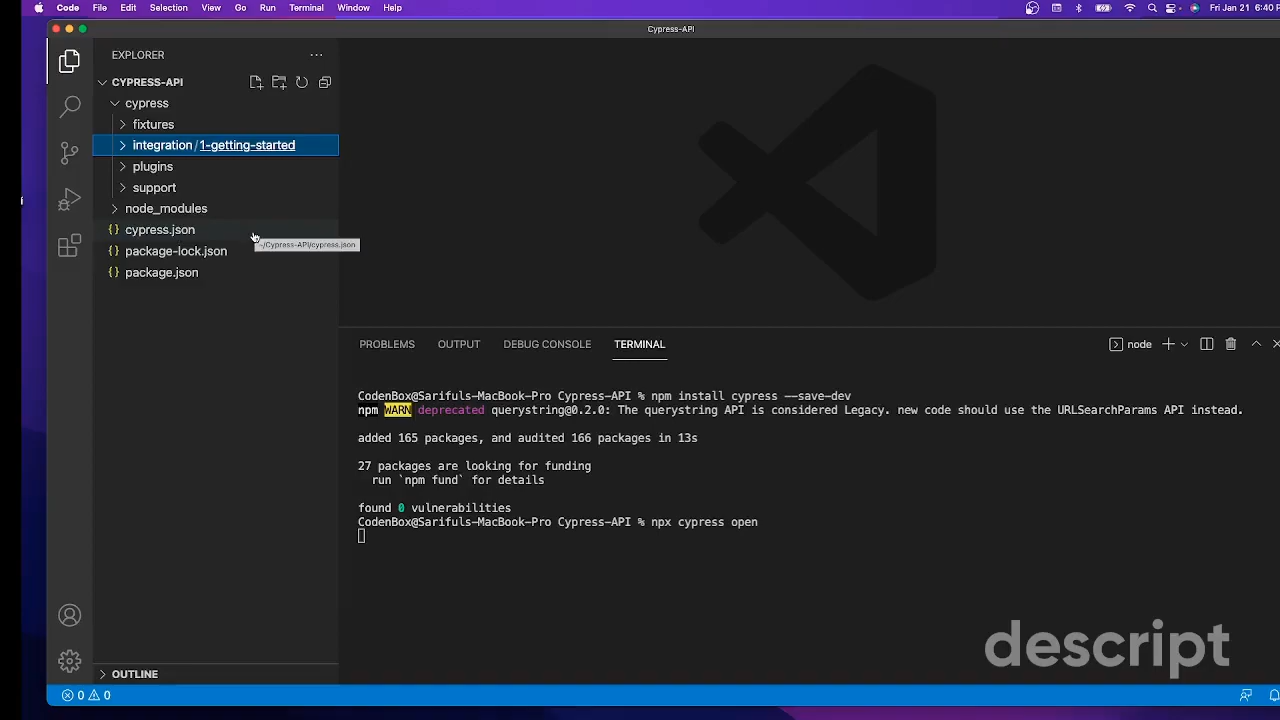 Code File Edit Selection View Go Run Terminal Window Help Fri Jan 21 6:40
Cypress-API
EXPLORER
CYPRESS-API
cypress
fixtures
integration / 1-getting-started
plugins
support
node_modules
{} cypress.json
~/Cypress-API/cypress.json
{} package-lock.json
{} package.json
PROBLEMS OUTPUT DEBUG CONSOLE TERMINAL node
CodenBox@Sarifuls-MacBook-Pro Cypress-API % npm install cypress --save-dev
npm WARN deprecated querystring@0.2.0: The querystring API is considered Legacy. new code should use the URLSearchParams API instead.
added 165 packages, and audited 166 packages in 13s
27 packages are looking for funding
run `npm fund` for details
found 0 vulnerabilities
CodenBox@Sarifuls-MacBook-Pro Cypress-API % npx cypress open
descript
OUTLINE
0 0